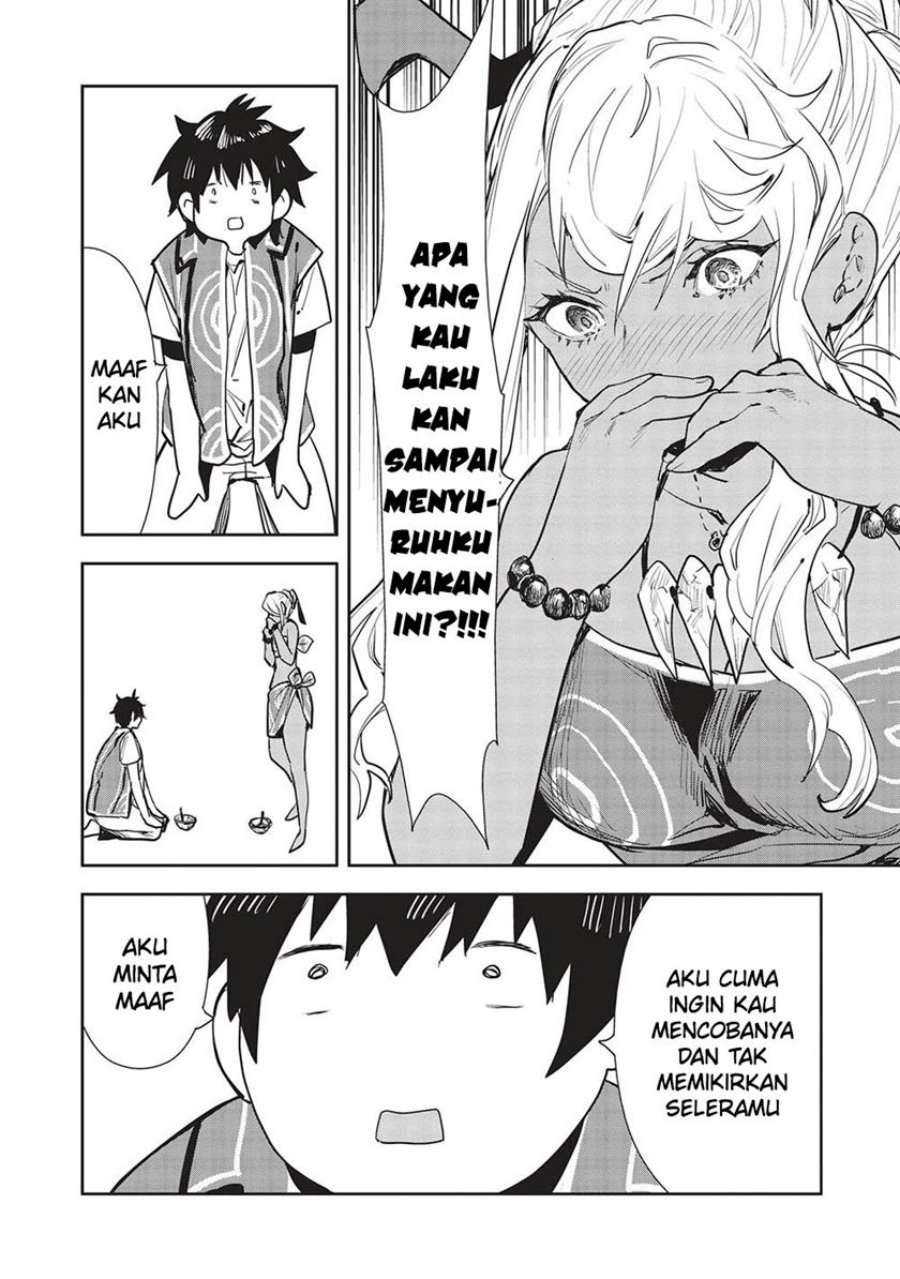 APA
YANG
KAU
LAKU
KAN
SAMPAI
MENYU-
RUHKU
MAKAN
INI?!!!
MAAF
KAN
AKU
AKU CUMA
INGIN KAU
MENCOBANYA
DAN TAK
MEMIKIRKAN
SELERAMU
AKU
MINTA
MAAF